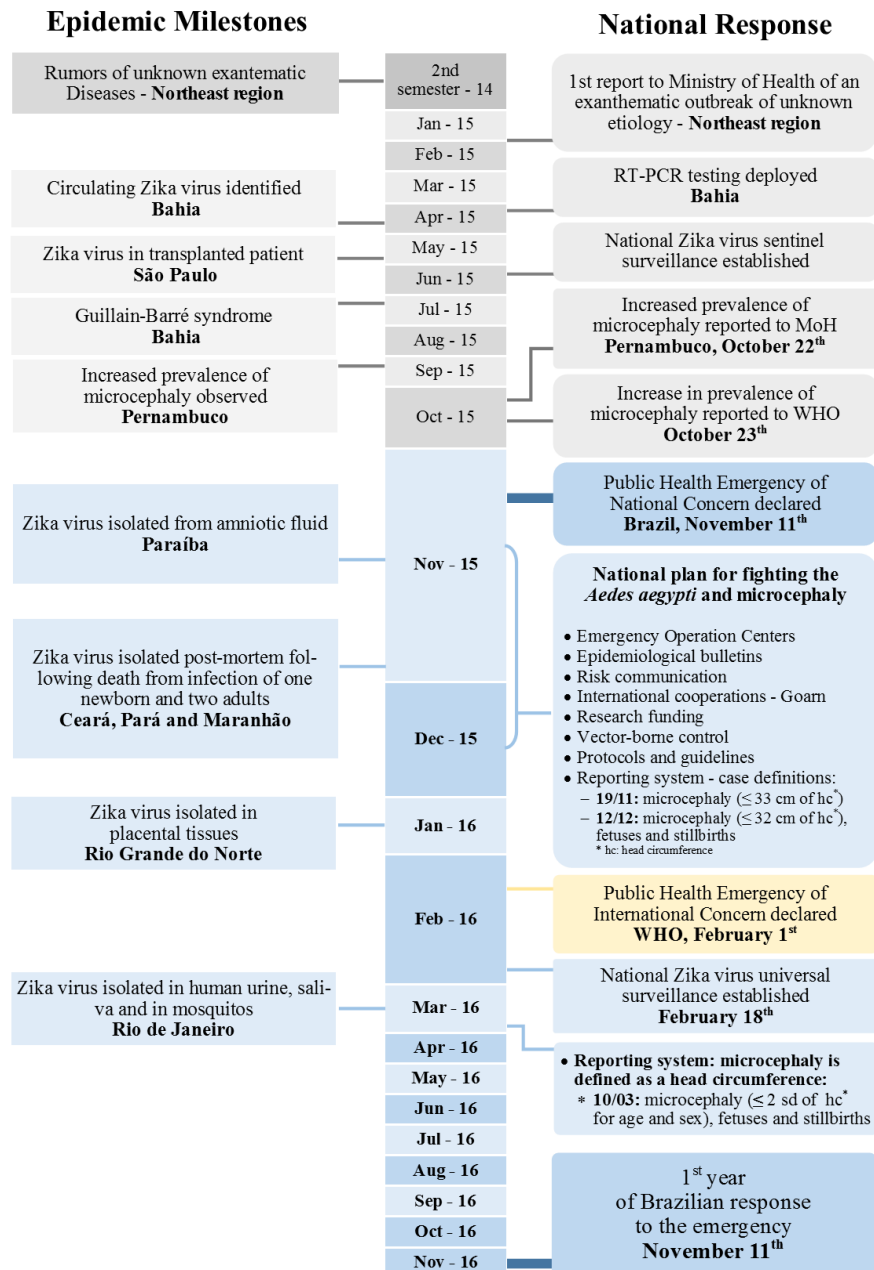 Epidemic Milestones
National Response
Rumors of unknown exantematic
Diseases - Northeast region
Circulating Zika virus identified
Bahia
Zika virus in transplanted patient
São Paulo
Guillain-Barré syndrome
Bahia
Increased prevalence of
microcephaly observed
Pernambuco
Zika virus isolated from amniotic fluid
Paraíba
Zika virus isolated post-mortem fol-
lowing death from infection of one
newborn and two adults
Ceará, Pará and Maranhão
Zika virus isolated in
placental tissues
Rio Grande do Norte
Zika virus isolated in human urine, sali-
va and in mosquitos
Rio de Janeiro
2nd
semester - 14
Jan - 15
Feb - 15
Mar - 15
Apr - 15
May - 15
Jun - 15
Jul - 15
Aug - 15
Sep - 15
Oct - 15
Nov - 15
Dec - 15
Jan - 16
Feb - 16
Mar - 16
Apr - 16
May - 16
Jun - 16
Jul - 16
Aug - 16
Sep - 16
Oct - 16
Nov - 16
1st report to Ministry of Health of an
exanthematic outbreak of unknown
etiology - Northeast region
RT-PCR testing deployed
Bahia
National Zika virus sentinel
surveillance established
Increased prevalence of
microcephaly reported to MoH
Pernambuco, October 22th
Increase in prevalence of
microcephaly reported to WHO
October 23th
Public Health Emergency of
National Concern declared
Brazil, November 11th
National plan for fighting the
Aedes aegypti and microcephaly
• Emergency Operation Centers
• Epidemiological bulletins
• Risk communication
• International cooperations - Goarn
• Research funding
• Vector-borne control
• Protocols and guidelines
• Reporting system - case definitions:
– 19/11: microcephaly (≤ 33 cm of hc*)
– 12/12: microcephaly (≤ 32 cm of hc*),
fetuses and stillbirths
* hc: head circumference
Public Health Emergency of
International Concern declared
WHO, February 1st
National Zika virus universal
surveillance established
February 18th
• Reporting system: microcephaly is
defined as a head circumference:
* 10/03: microcephaly (≤ 2 sd of hc*
for age and sex), fetuses and stillbirths
1st year
of Brazilian response
to the emergency
November 11th